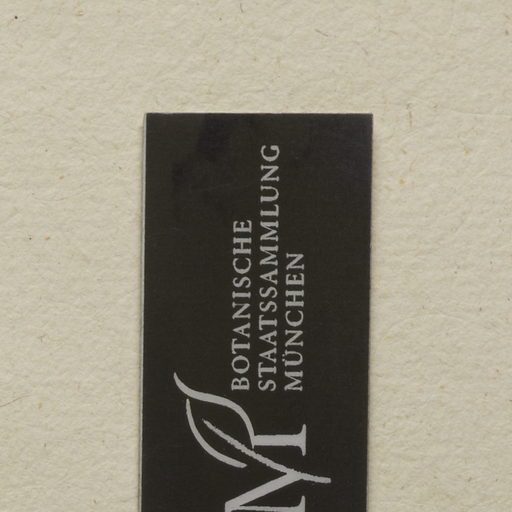 BOTANISCHE
STAATSSAMMLUNG
MÜNCHEN
M